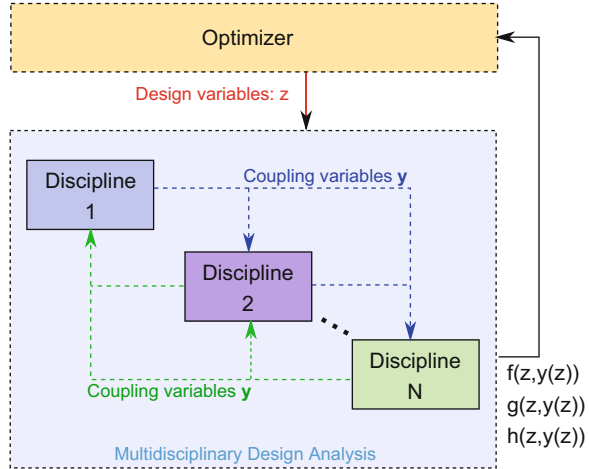 Optimizer
Design variables: z
Discipline
1
Coupling variables y
Discipline
2
Discipline
N
Coupling variables y
f(z,y(z))
g(z,y(z))
h(z,y(z))
Multidisciplinary Design Analysis